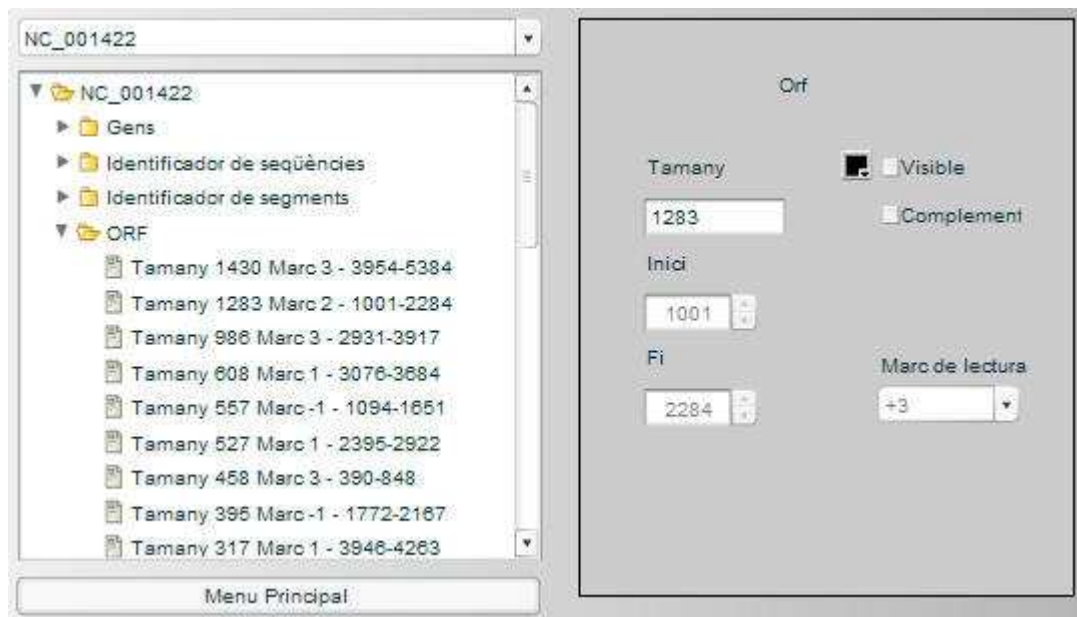 NC_001422
NC_001422
Gens
Identificador de seqüències
Identificador de segments
ORF
Tamany 1430 Marc 3 - 3954-5384
Tamany 1283 Marc 2 - 1001-2284
Tamany 986 Marc 3 - 2931-3917
Tamany 608 Marc 1 - 3076-3684
Tamany 557 Marc -1 - 1094-1651
Tamany 527 Marc 1 - 2395-2922
Tamany 458 Marc 3 - 390-848
Tamany 395 Marc -1 - 1772-2167
Tamany 317 Marc 1 - 3946-4263
Menu Principal
Orf
Tamany
Visible
1283
Complement
Inici
1001
Fi
Marc de lectura
2284
+3